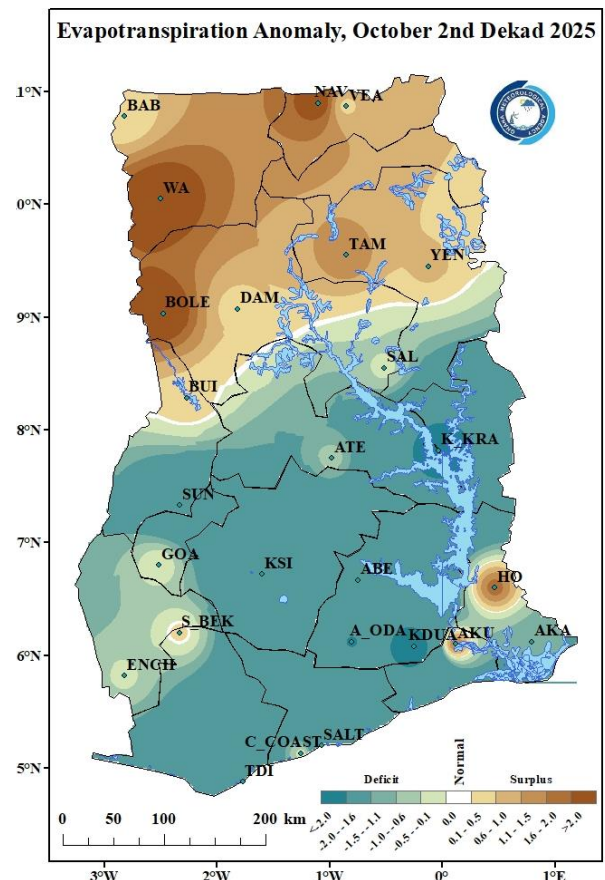 Evapotranspiration Anomaly, October 2nd Dekad 2025
1°N
BAB
NAV
VEA
GHANA METEOROLOGICAL AGENCY
0°N
WA
TAM
YEN
9°N
BOLE
DAM
SAL
BUI
8°N
ATE
K_KRA
SUN
7°N
GOA
KSI
ABE
HO
S_BEK
A_ODA
KDUA
AKU
AKA
6°N
ENCH
C_COAST
SALT
5°N
TDI
Deficit
Normal
Surplus
<-2.0
-2.0 - -1.6
-1.5 - -1.1
-1.0 - -0.6
-0.5 - -0.1
0.0
0.1 - 0.5
0.6 - 1.0
1.1 - 1.5
1.6 - 2.0
>2.0
0 50 100 200 km
3°W 2°W 1°W 0° 1°E